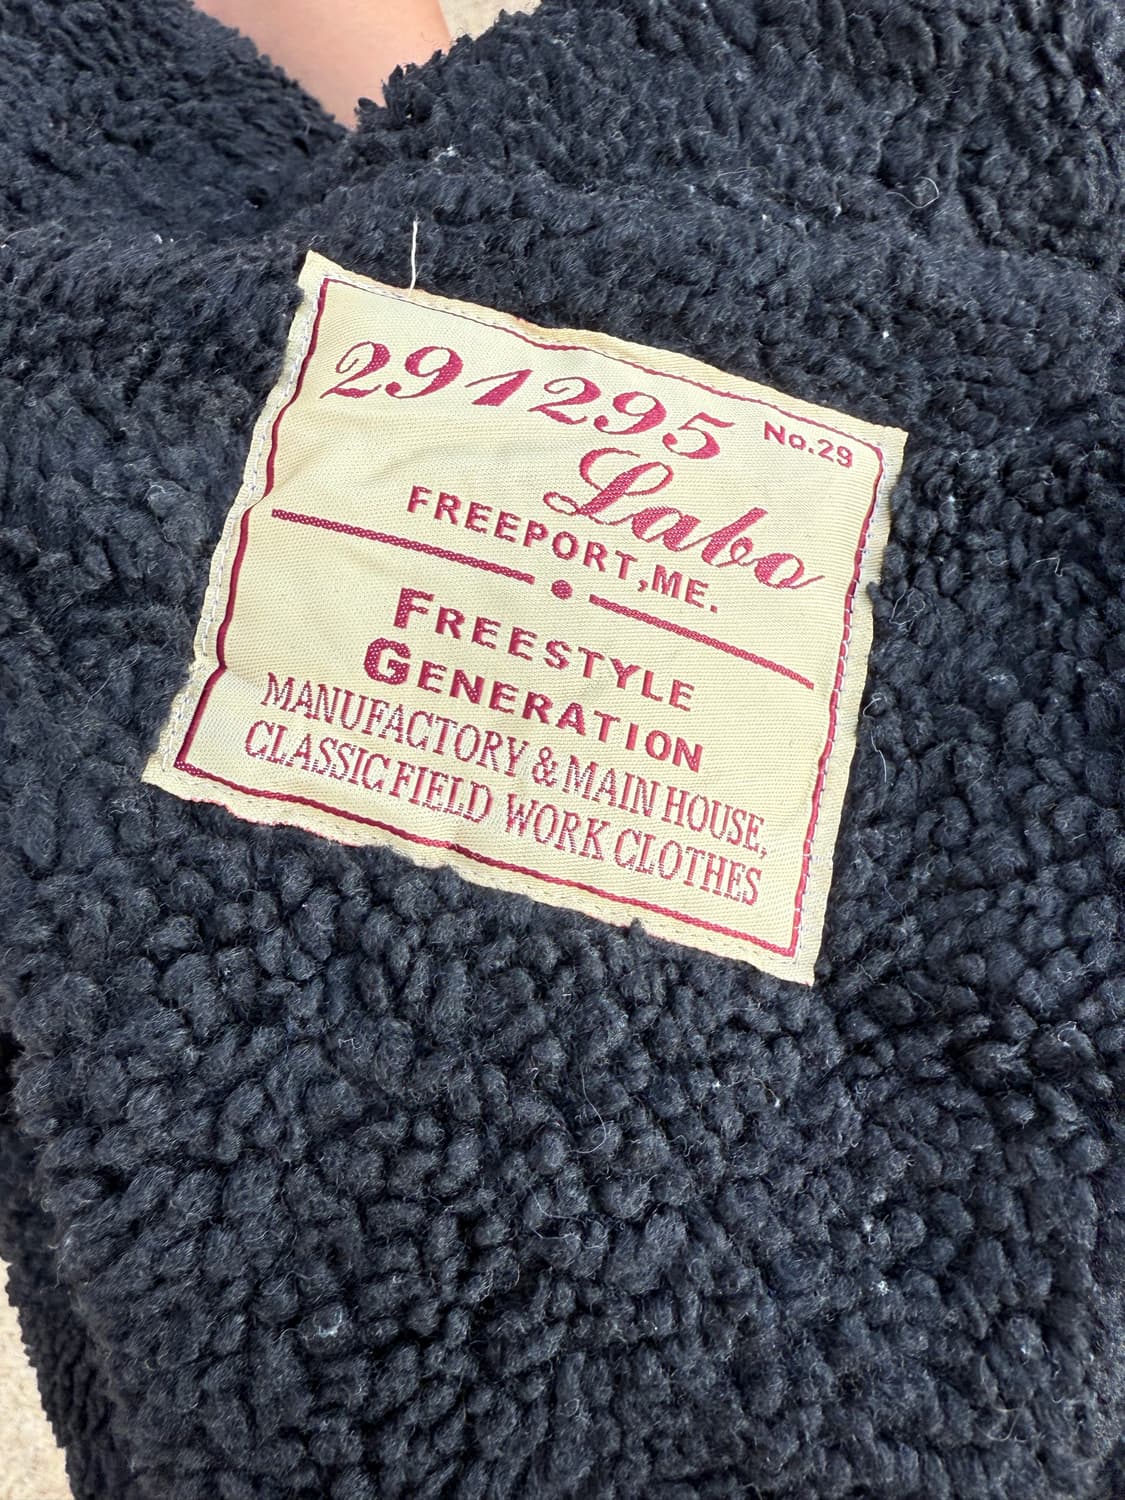 291295 No.29
Labo
FREEPORT,ME.
FREESTYLE
GENERATION
MANUFACTORY & MAIN HOUSE,
CLASSIC FIELD WORK CLOTHES